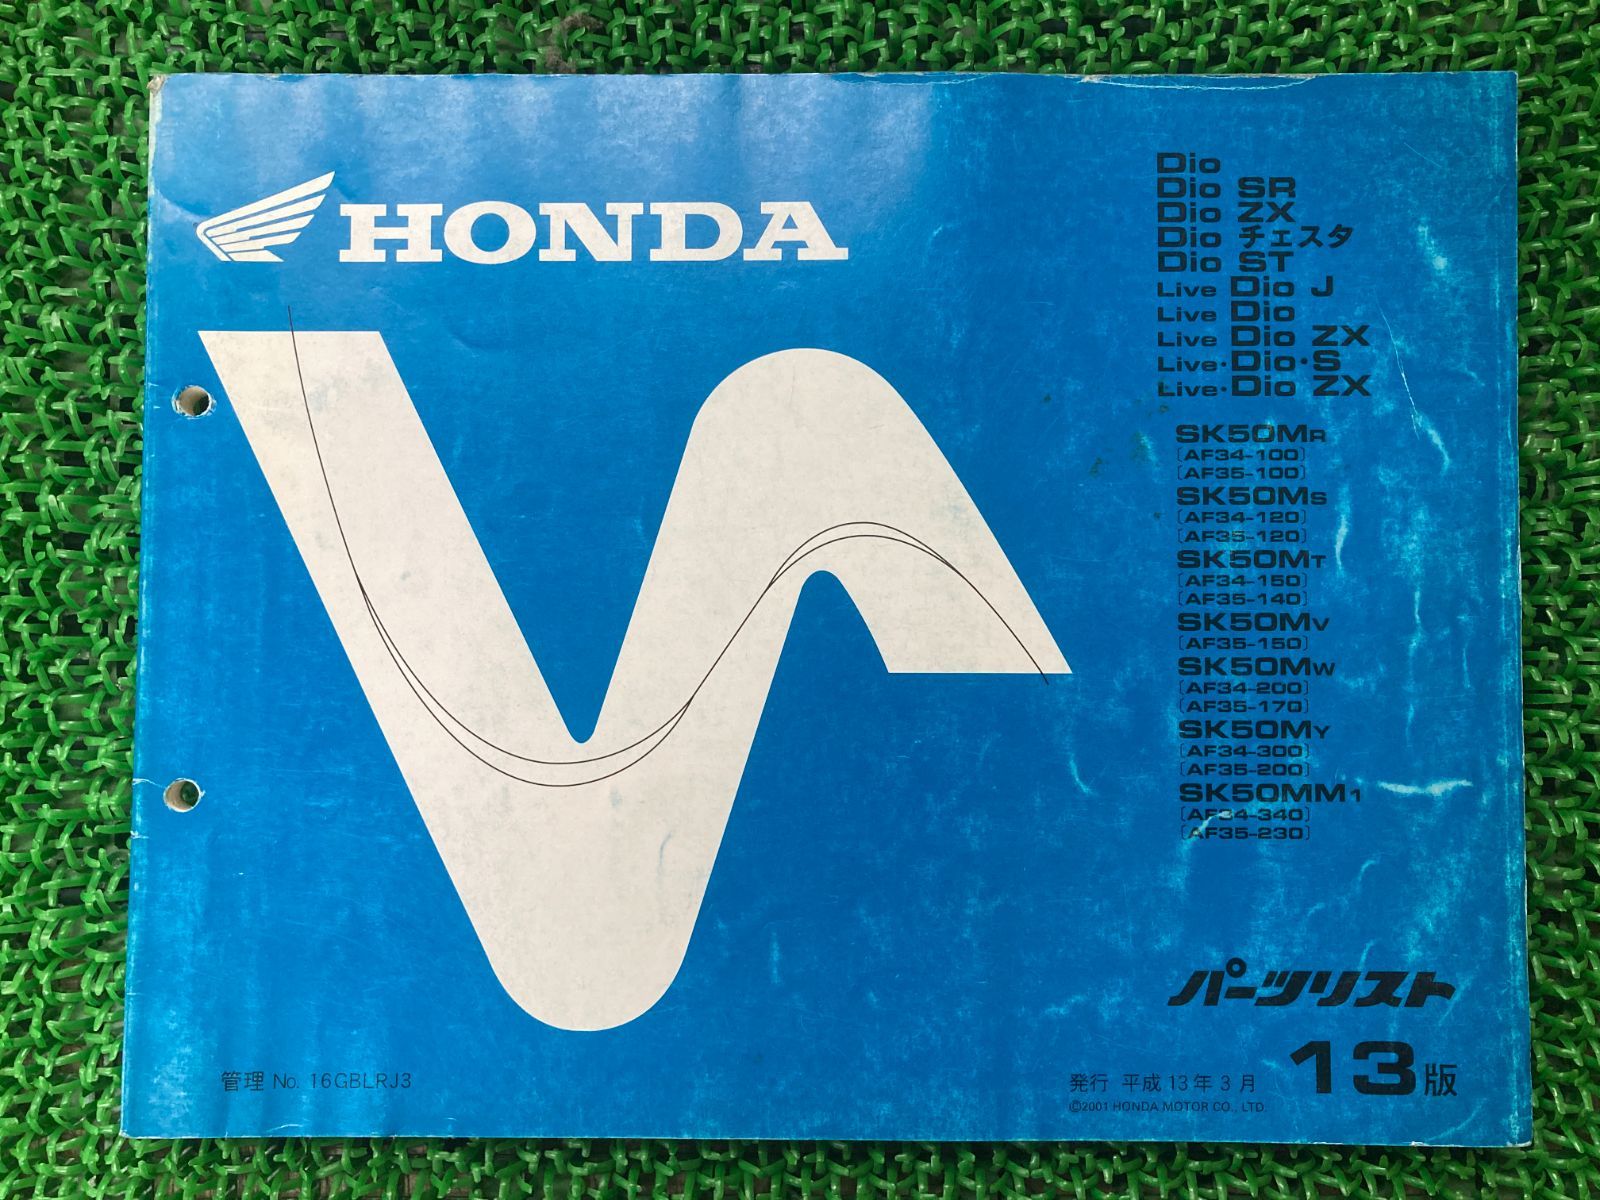 HONDA
Dio
Dio SR
Dio ZX
Dio チェスタ
Dio ST
Live Dio J
Live Dio
Live Dio ZX
Live・Dio・S
Live・Dio ZX
SK50MR
[AF34-100]
[AF35-100]
SK50MS
[AF34-120]
[AF35-120]
SK50MT
[AF34-150]
[AF35-140]
SK50MV
[AF35-150]
SK50MW
[AF34-200]
[AF35-170]
SK50MY
[AF34-300]
[AF35-200]
SK50MM1
[AF34-340]
[AF35-230]
パーツリスト
13版
管理 No. 16GBLRJ3
発行 平成 13 年 3 月
©2001 HONDA MOTOR CO., LTD.